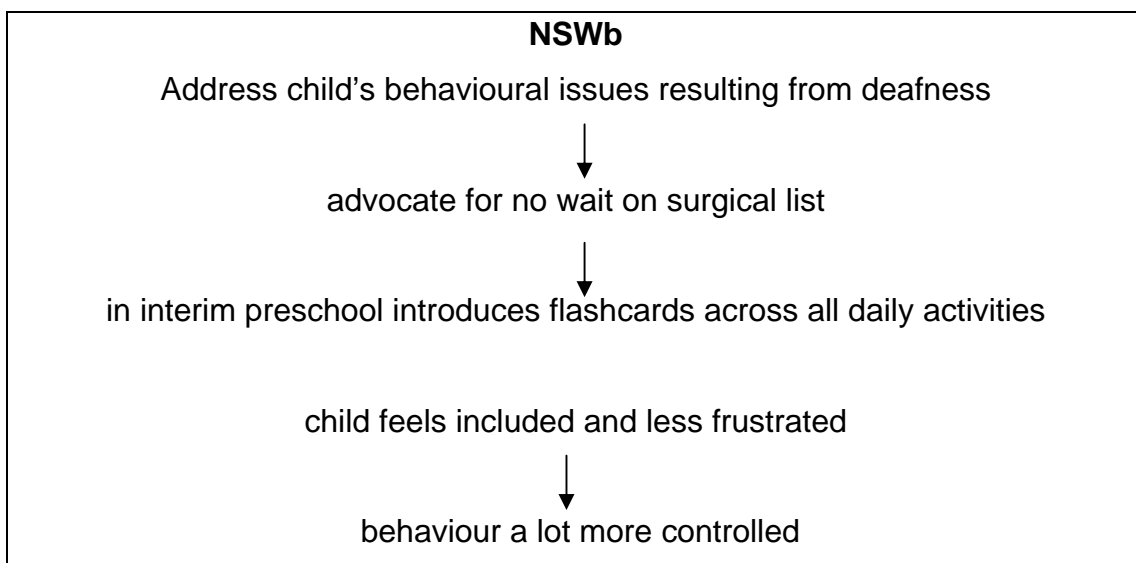 NSWb
Address child's behavioural issues resulting from deafness
advocate for no wait on surgical list
in interim preschool introduces flashcards across all daily activities
child feels included and less frustrated
behaviour a lot more controlled